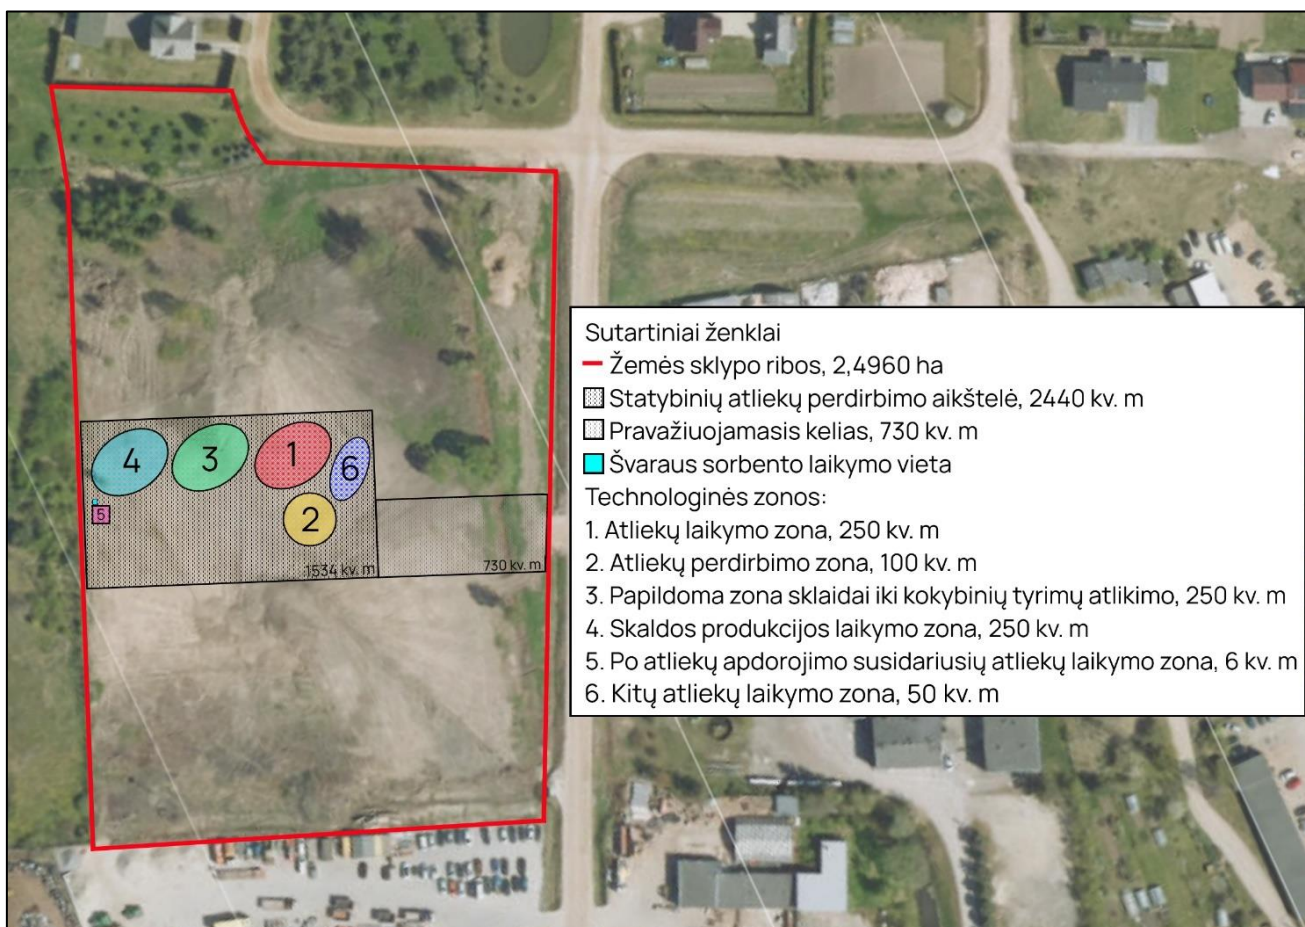 4
3
1
6
5
2
1534 kv. m
730 kv. m
Sutartiniai ženklai
Žemės sklypo ribos, 2,4960 ha
Statybinių atliekų perdirbimo aikštelė, 2440 kv. m
Pravažiuojamasis kelias, 730 kv. m
Švaraus sorbento laikymo vieta
Technologinės zonos:
1. Atliekų laikymo zona, 250 kv. m
2. Atliekų perdirbimo zona, 100 kv. m
3. Papildoma zona sklaidai iki kokybinių tyrimų atlikimo, 250 kv. m
4. Skaldos produkcijos laikymo zona, 250 kv. m
5. Po atliekų apdorojimo susidariusių atliekų laikymo zona, 6 kv. m
6. Kitų atliekų laikymo zona, 50 kv. m